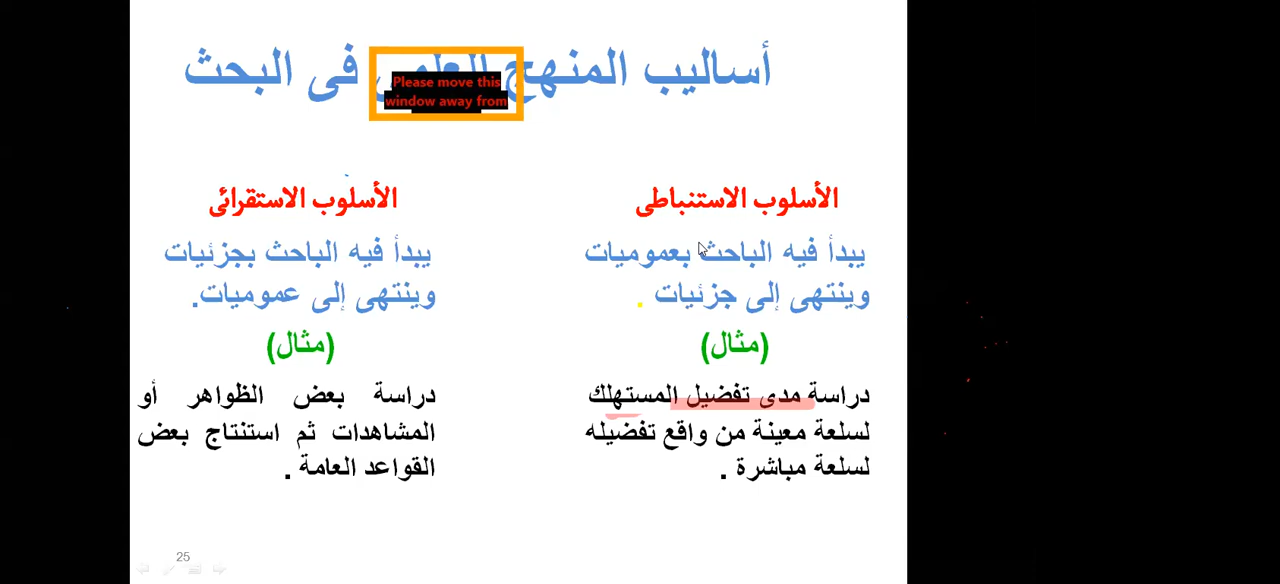 أساليب المنهج فى البحث
Please move this
window away from
الأسلوب الاستنباطى
يبدأ فيه الباحث بعموميات
وينتهى إلى جزئيات .
(مثال)
دراسة مدى تفضيل المستهلك
لسلعة معينة من واقع تفضيله
لسلعة مباشرة .
الأسلوب الاستقرائى
يبدأ فيه الباحث بجزئيات
وينتهى إلى عموميات.
(مثال)
دراسة بعض الظواهر أو
المشاهدات ثم استنتاج بعض
القواعد العامة .
25